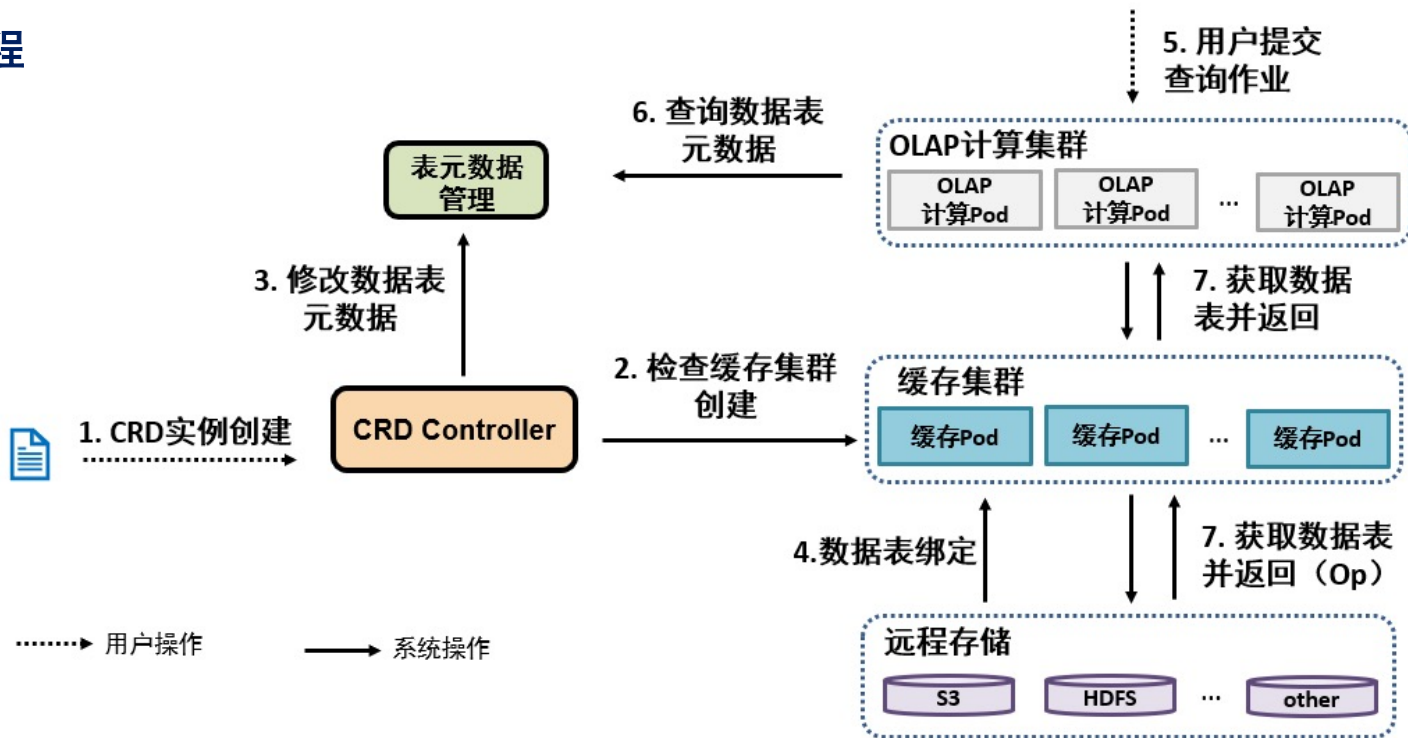 程
5. 用户提交
查询作业
6. 查询数据表
元数据
OLAP计算集群
表元数据
管理
OLAP
计算Pod
OLAP
计算Pod
...
OLAP
计算Pod
3. 修改数据表
元数据
7. 获取数据
表并返回
2. 检查缓存集群
创建
缓存集群
1. CRD实例创建
CRD Controller
缓存Pod
缓存Pod
...
缓存Pod
4.数据表绑定
7. 获取数据表
并返回（Op）
用户操作
系统操作
远程存储
S3
HDFS
...
other